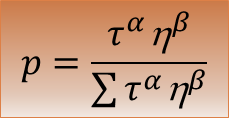 p = τ^α η^β / ∑ τ^α η^β